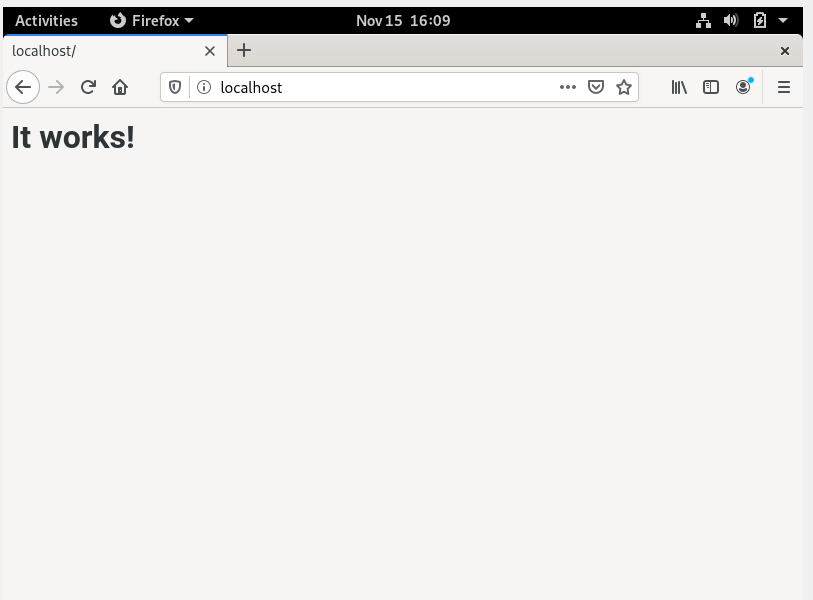 Activities Firefox Nov 15 16:09
localhost/
localhost
It works!